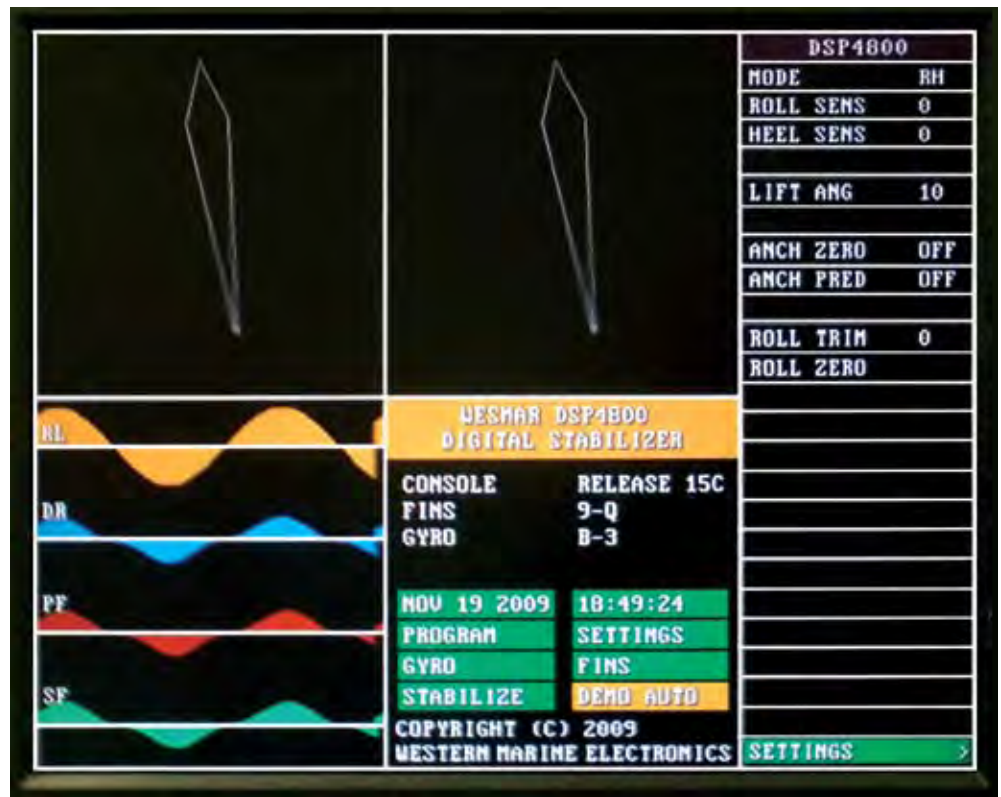 DSP4800
MODE RH
ROLL SENS 0
HEEL SENS 0
LIFT ANG 10
ANCH ZERO OFF
ANCH PRED OFF
ROLL TRIM 0
ROLL ZERO
RL
DR
PF
SF
WESMAR DSP4800
DIGITAL STABILIZER
CONSOLE RELEASE 15C
FINS 9-Q
GYRO B-3
NOV 19 2009 18:49:24
PROGRAM SETTINGS
GYRO FINS
STABILIZE DEMO AUTO
COPYRIGHT (C) 2009
WESTERN MARINE ELECTRONICS
SETTINGS >